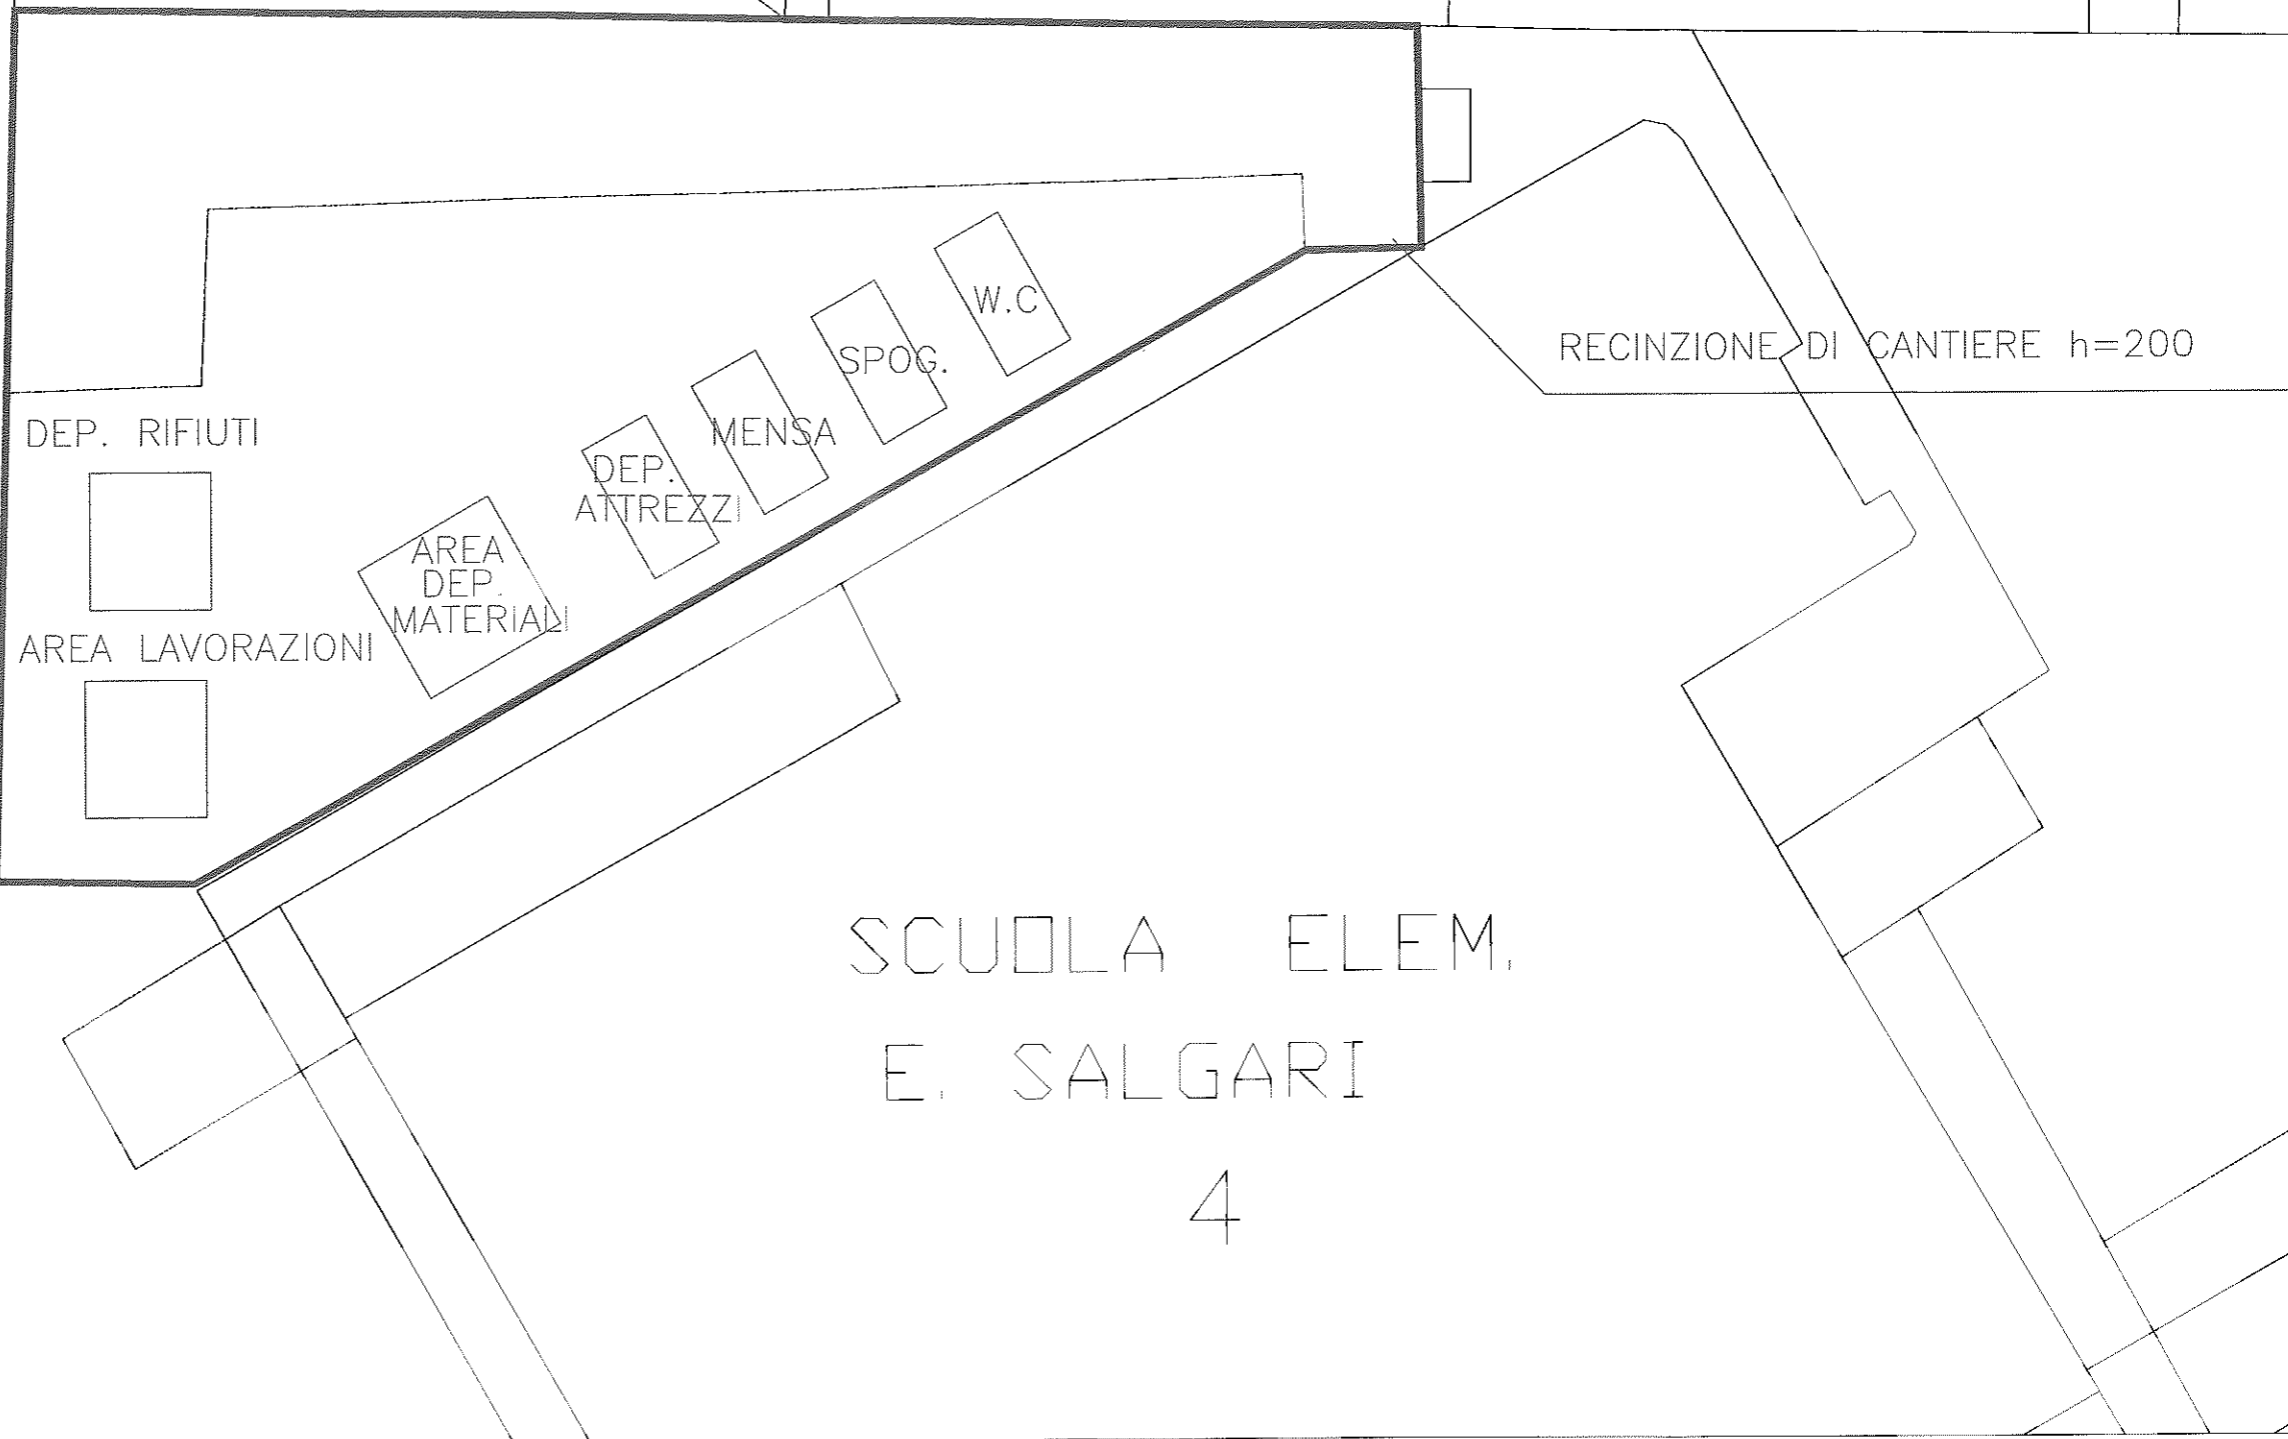 W.C
SPOG.
RECINZIONE DI CANTIERE h=200
DEP. RIFIUTI
MENSA
DEP.
ATTREZZI
AREA
DEP.
MATERIALI
AREA LAVORAZIONI
SCUOLA ELEM.
E. SALGARI
4